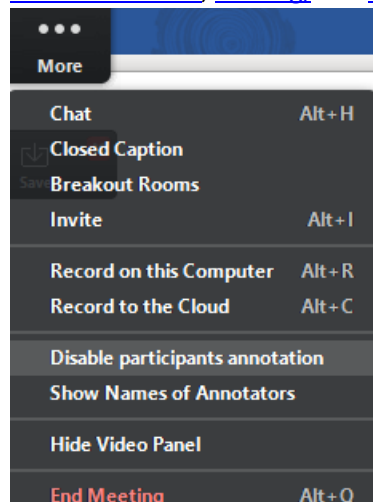 More
Chat Alt+H
Closed Caption
Save
Breakout Rooms
Invite Alt+I
Record on this Computer Alt+R
Record to the Cloud Alt+C
Disable participants annotation
Show Names of Annotators
Hide Video Panel
End Meeting Alt+Q